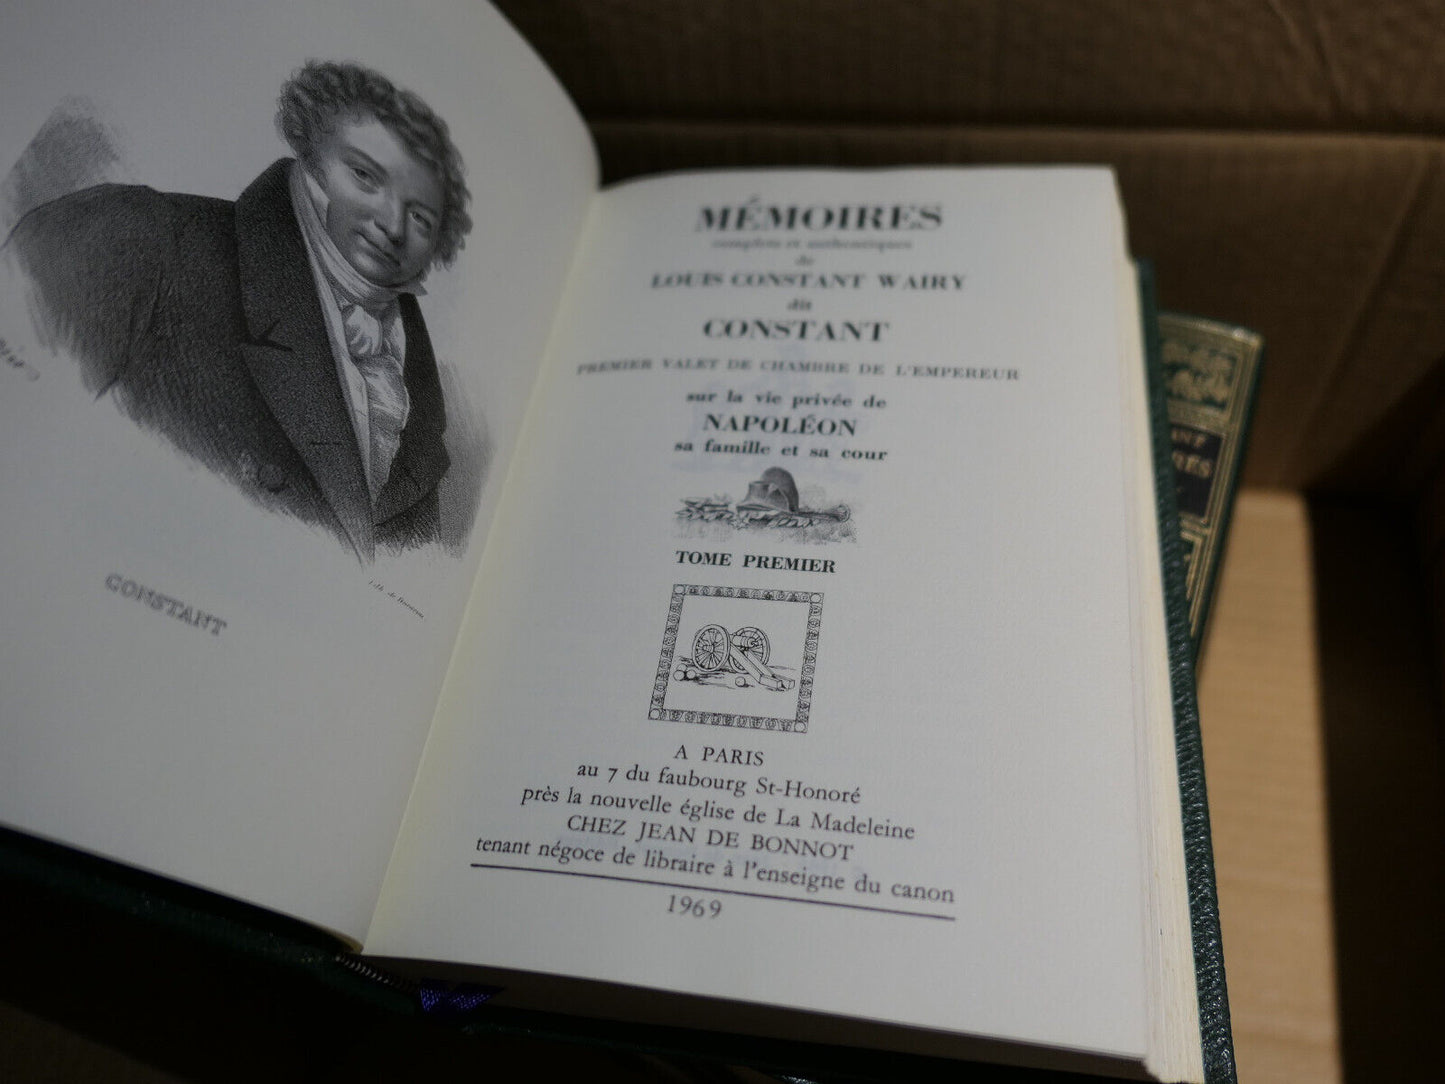 CONSTANT
MÉMOIRES
complets et authentiques
de
LOUIS CONSTANT WAIRY
dit
CONSTANT
PREMIER VALET DE CHAMBRE DE L'EMPEREUR
sur la vie privée de
NAPOLÉON
sa famille et sa cour
TOME PREMIER
A PARIS
au 7 du faubourg St-Honoré
près la nouvelle église de La Madeleine
CHEZ JEAN DE BONNOT
tenant négoce de libraire à l'enseigne du canon
1969